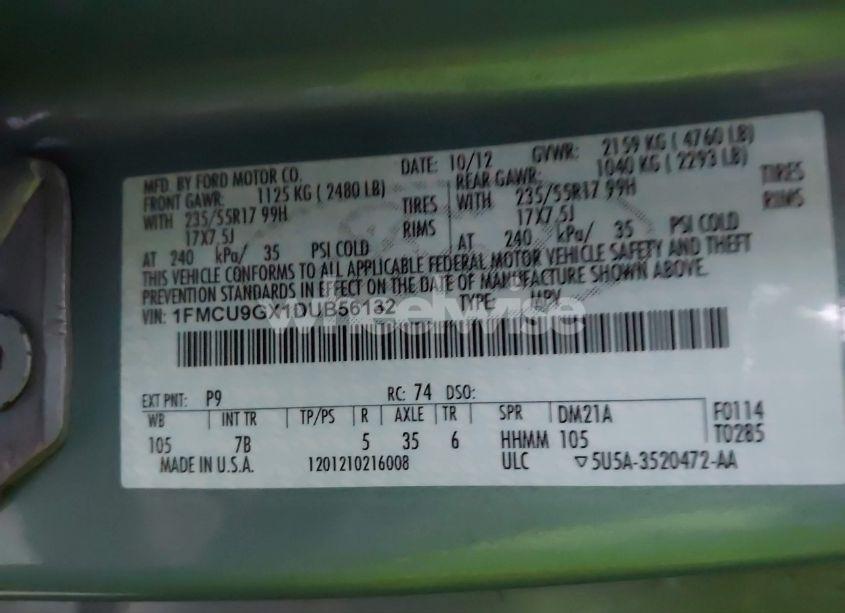 MFD. BY FORD MOTOR CO. DATE: 10/12 GVWR: 2159 KG ( 4760 LB)
FRONT GAWR: 1125 KG ( 2480 LB) REAR GAWR: 1040 KG ( 2293 LB)
WITH 235/55R17 99H TIRES WITH 235/55R17 99H TIRES
17X7.5J RIMS 17X7.5J RIMS
AT 240 kPa/ 35 PSI COLD AT 240 kPa/ 35 PSI COLD
THIS VEHICLE CONFORMS TO ALL APPLICABLE FEDERAL MOTOR VEHICLE SAFETY AND THEFT
PREVENTION STANDARDS IN EFFECT ON THE DATE OF MANUFACTURE SHOWN ABOVE.
VIN: 1FMCU9GX1DUB56132 TYPE: MPV
wheelwise
EXT PNT: P9 RC: 74 DSO:
WB INT TR TP/PS R AXLE TR SPR DM21A F0114
105 7B 5 35 6 HHMM 105 T0285
MADE IN U.S.A. 1201210216008 ULC ▽5U5A-3520472-AA